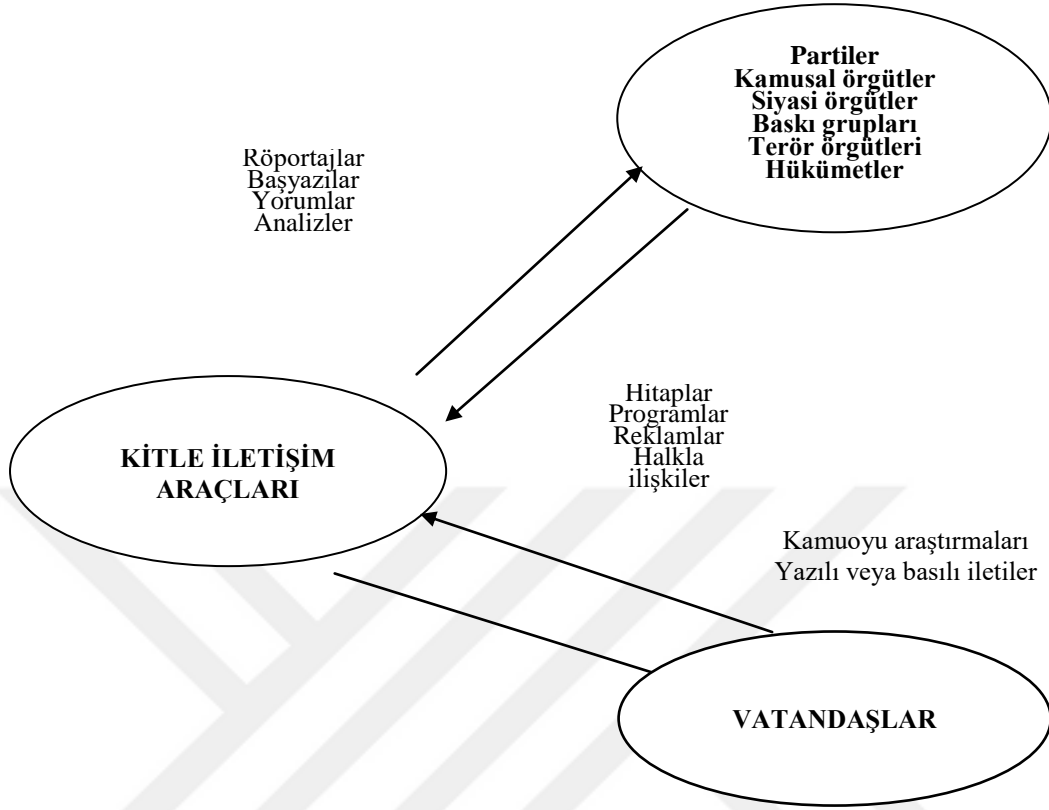 Partiler
Kamusal örgütler
Siyasi örgütler
Baskı grupları
Terör örgütleri
Hükümetler
Röportajlar
Başyazilar
Yorumlar
Analizler
Hitaplar
Programlar
Reklamlar
Halkla
ilişkiler
KİTLE İLETİŞİM
ARAÇLARI
Kamuoyu araştırmaları
Yazılı veya basılı iletiler
VATANDAŞLAR